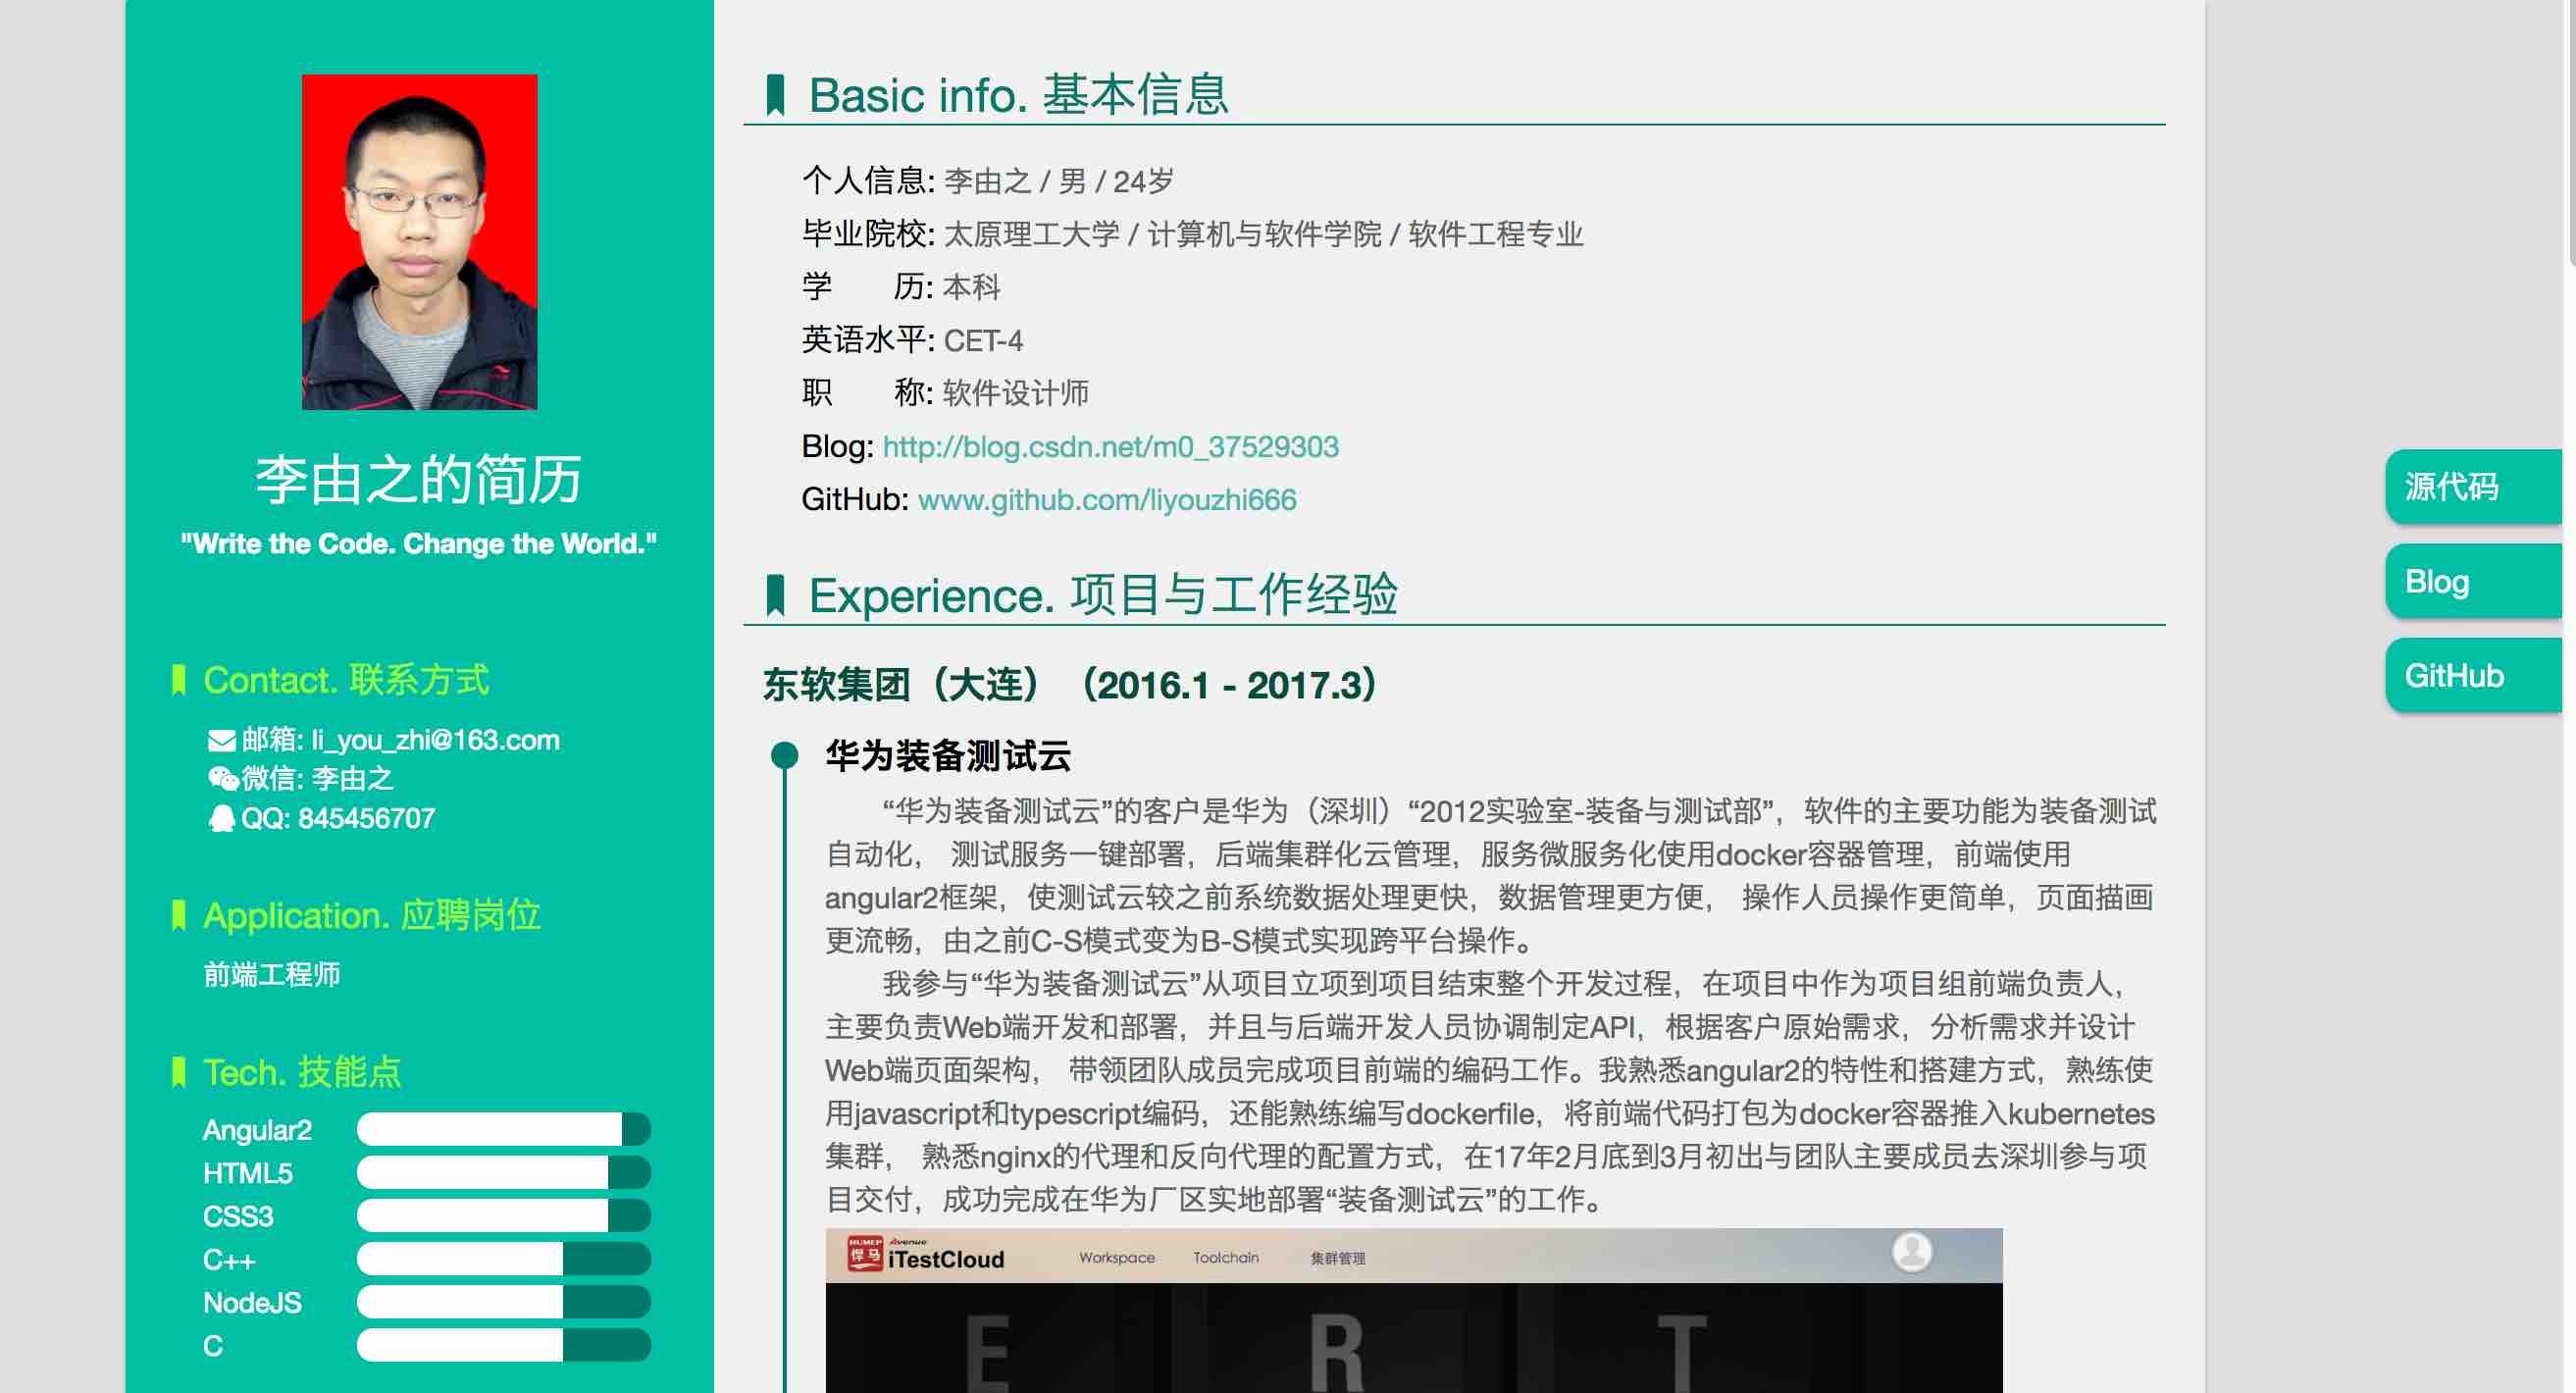 李由之的简历
"Write the Code. Change the World."
Contact. 联系方式
邮箱: li_you_zhi@163.com
微信: 李由之
QQ: 845456707
Application. 应聘岗位
前端工程师
Tech. 技能点
Angular2
HTML5
CSS3
C++
NodeJS
C
Basic info. 基本信息
个人信息: 李由之 / 男 / 24岁
毕业院校: 太原理工大学 / 计算机与软件学院 / 软件工程专业
学 历: 本科
英语水平: CET-4
职 称: 软件设计师
Blog: http://blog.csdn.net/m0_37529303
GitHub: www.github.com/liyouzhi666
Experience. 项目与工作经验
东软集团（大连）（2016.1 - 2017.3）
华为装备测试云
“华为装备测试云”的客户是华为（深圳）“2012实验室-装备与测试部”，软件的主要功能为装备测试
自动化， 测试服务一键部署，后端集群化云管理，服务微服务化使用docker容器管理，前端使用
angular2框架，使测试云较之前系统数据处理更快，数据管理更方便， 操作人员操作更简单，页面描画
更流畅，由之前C-S模式变为B-S模式实现跨平台操作。
我参与“华为装备测试云”从项目立项到项目结束整个开发过程，在项目中作为项目组前端负责人，
主要负责Web端开发和部署，并且与后端开发人员协调制定API，根据客户原始需求，分析需求并设计
Web端页面架构， 带领团队成员完成项目前端的编码工作。我熟悉angular2的特性和搭建方式，熟练使
用javascript和typescript编码，还能熟练编写dockerfile，将前端代码打包为docker容器推入kubernetes
集群， 熟悉nginx的代理和反向代理的配置方式，在17年2月底到3月初出与团队主要成员去深圳参与项
目交付，成功完成在华为厂区实地部署“装备测试云”的工作。
HUMEP
悍马
Avenue
iTestCloud
Workspace
Toolchain
集群管理
E R T
源代码
Blog
GitHub